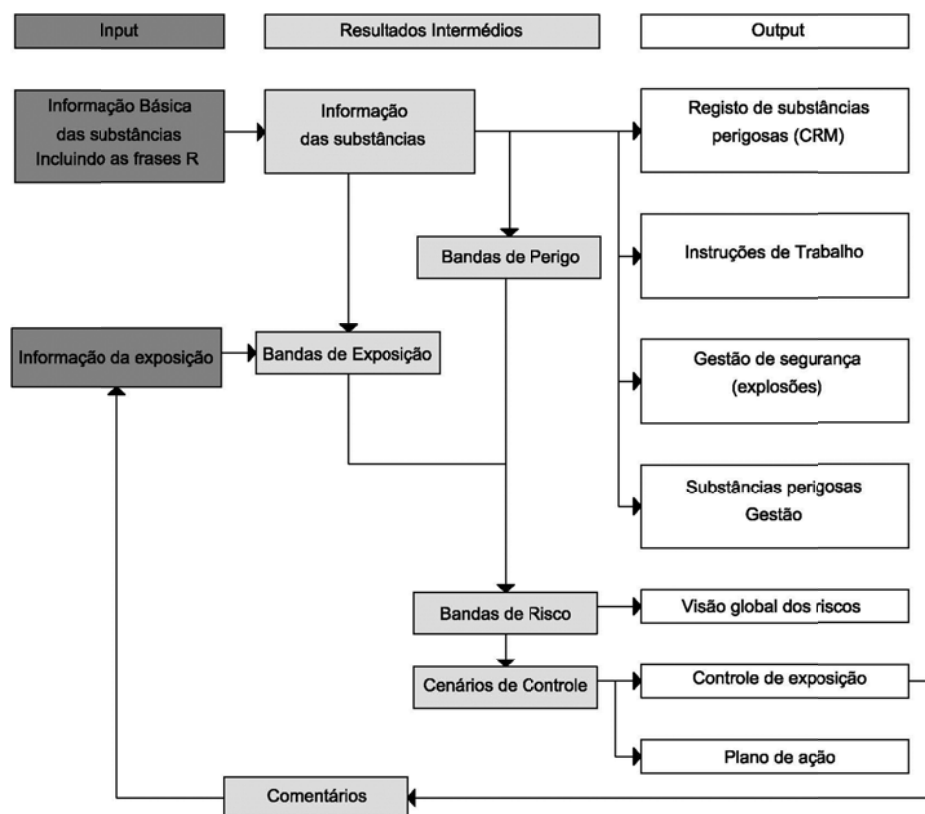 Input
Resultados Intermédios
Output
Informação Básica
das substâncias
Incluindo as frases R
Informação
das substâncias
Registo de substâncias
perigosas (CRM)
Bandas de Perigo
Instruções de Trabalho
Informação da exposição
Bandas de Exposição
Gestão de segurança
(explosões)
Substâncias perigosas
Gestão
Bandas de Risco
Visão global dos riscos
Cenários de Controle
Controle de exposição
Plano de ação
Comentários